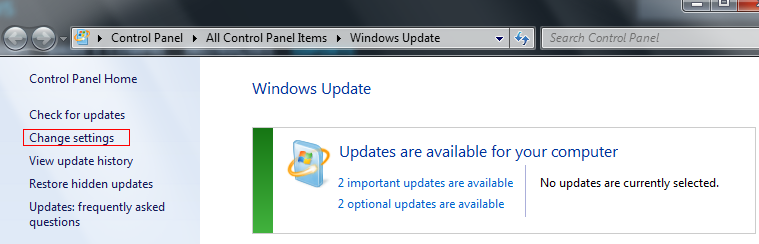 Control Panel ▸ All Control Panel Items ▸ Windows Update
Search Control Panel
Control Panel Home
Check for updates
Change settings
View update history
Restore hidden updates
Updates: frequently asked
questions
Windows Update
Updates are available for your computer
2 important updates are available
2 optional updates are available
No updates are currently selected.